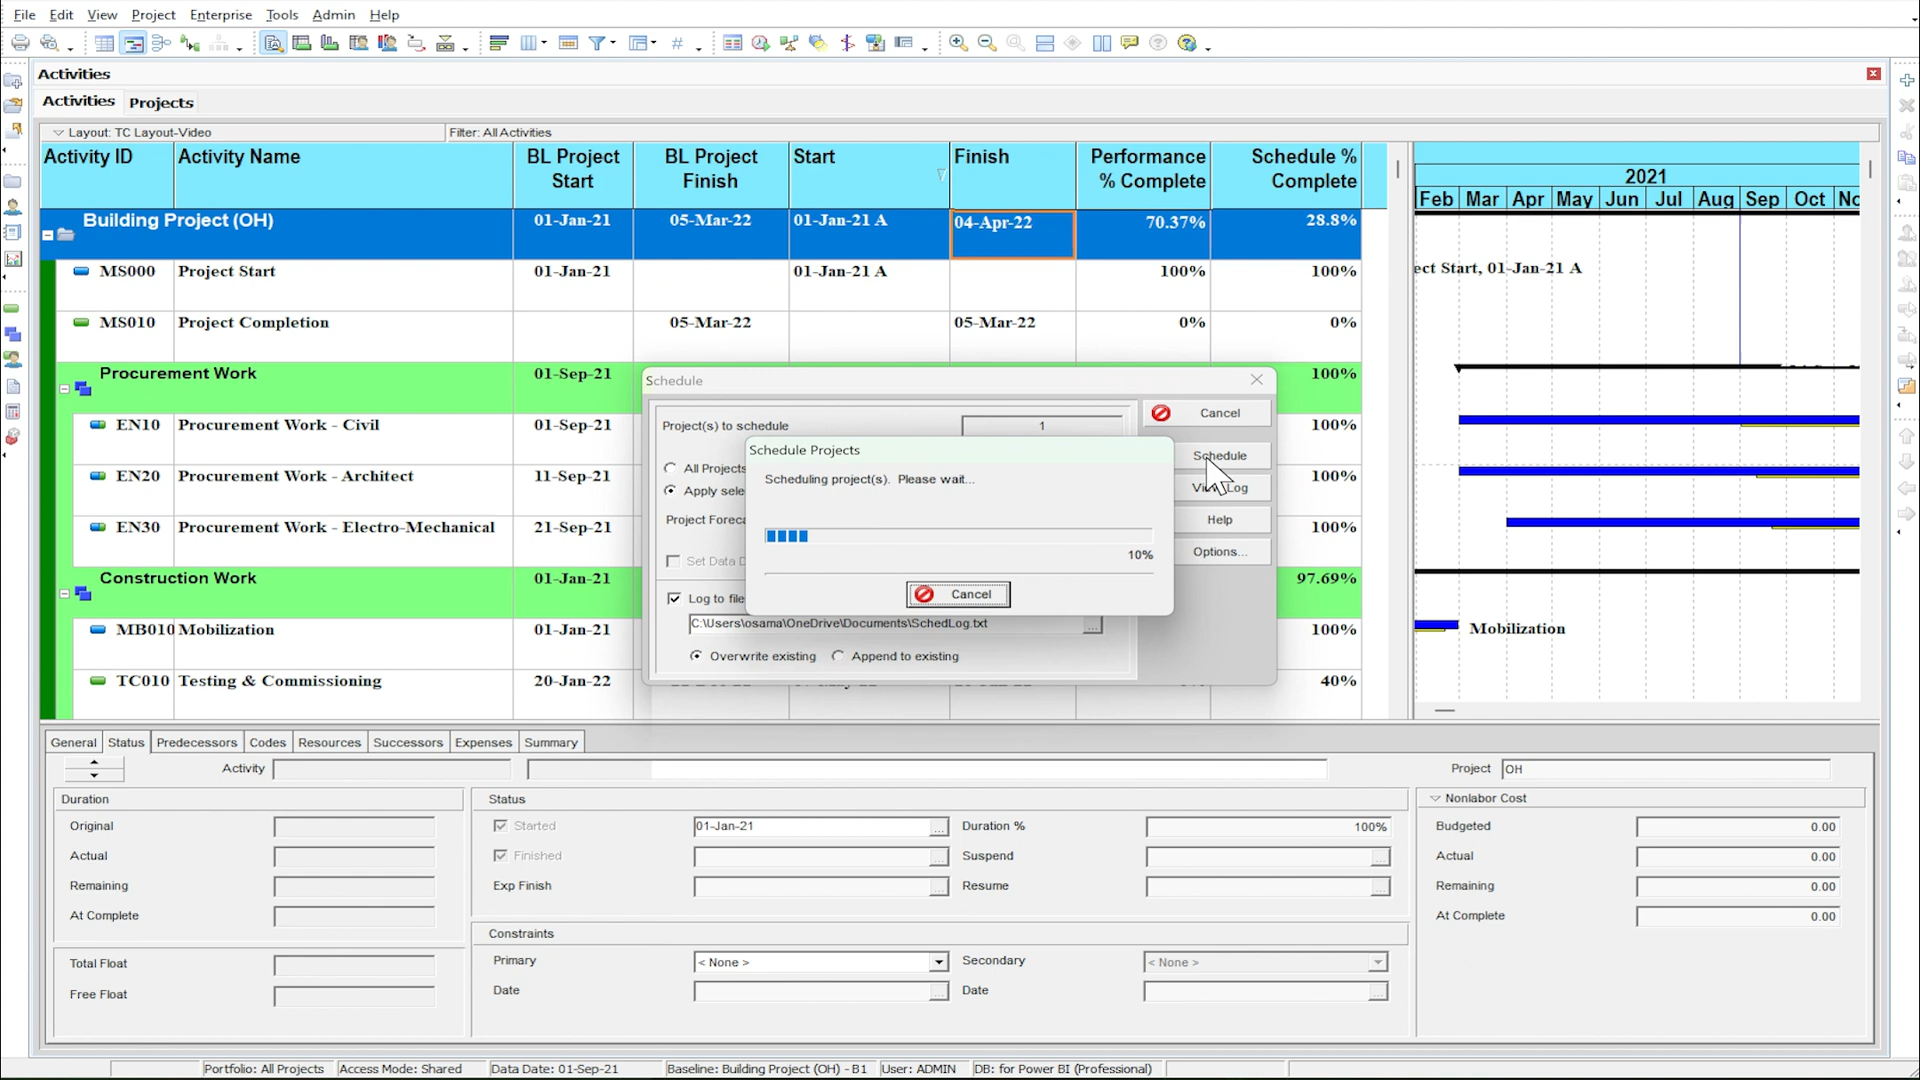 File Edit View Project Enterprise Tools Admin Help
Activities
Activities Projects
Layout: TC Layout-Video Filter: All Activities
Activity ID Activity Name BL Project Start BL Project Finish Start Finish Performance % Complete Schedule % Complete
2021
Feb Mar Apr May Jun Jul Aug Sep Oct
Building Project (OH) 01-Jan-21 05-Mar-22 01-Jan-21 A 04-Apr-22 70.37% 28.8%
MS000 Project Start 01-Jan-21 01-Jan-21 A 100% 100%
ect Start, 01-Jan-21 A
MS010 Project Completion 05-Mar-22 05-Mar-22 0% 0%
Procurement Work 01-Sep-21 100%
EN10 Procurement Work - Civil 01-Sep-21 100%
EN20 Procurement Work - Architect 11-Sep-21 100%
EN30 Procurement Work - Electro-Mechanical 21-Sep-21 100%
Construction Work 01-Jan-21 97.69%
MB010 Mobilization 01-Jan-21 100%
Mobilization
TC010 Testing & Commissioning 20-Jan-22 40%
Schedule
Project(s) to schedule 1
Cancel
All Projects
Schedule
Apply sele
Log
Project Foreca
Help
Set Data D
Options...
Log to file
C:\Users\osama\OneDrive\Documents\SchedLog.txt ...
Overwrite existing Append to existing
Schedule Projects
Scheduling project(s). Please wait...
10%
Cancel
General Status Predecessors Codes Resources Successors Expenses Summary
Activity Project OH
Duration Status Nonlabor Cost
Original Started 01-Jan-21 ... Duration % 100% Budgeted 0.00
Actual Finished ... Suspend ... Actual 0.00
Remaining Exp Finish ... Resume ... Remaining 0.00
At Complete At Complete 0.00
Constraints
Total Float Primary < None > Secondary < None >
Free Float Date ... Date ...
Portfolio: All Projects Access Mode: Shared Data Date: 01-Sep-21 Baseline: Building Project (OH) - B1 User: ADMIN DB: for Power BI (Professional)